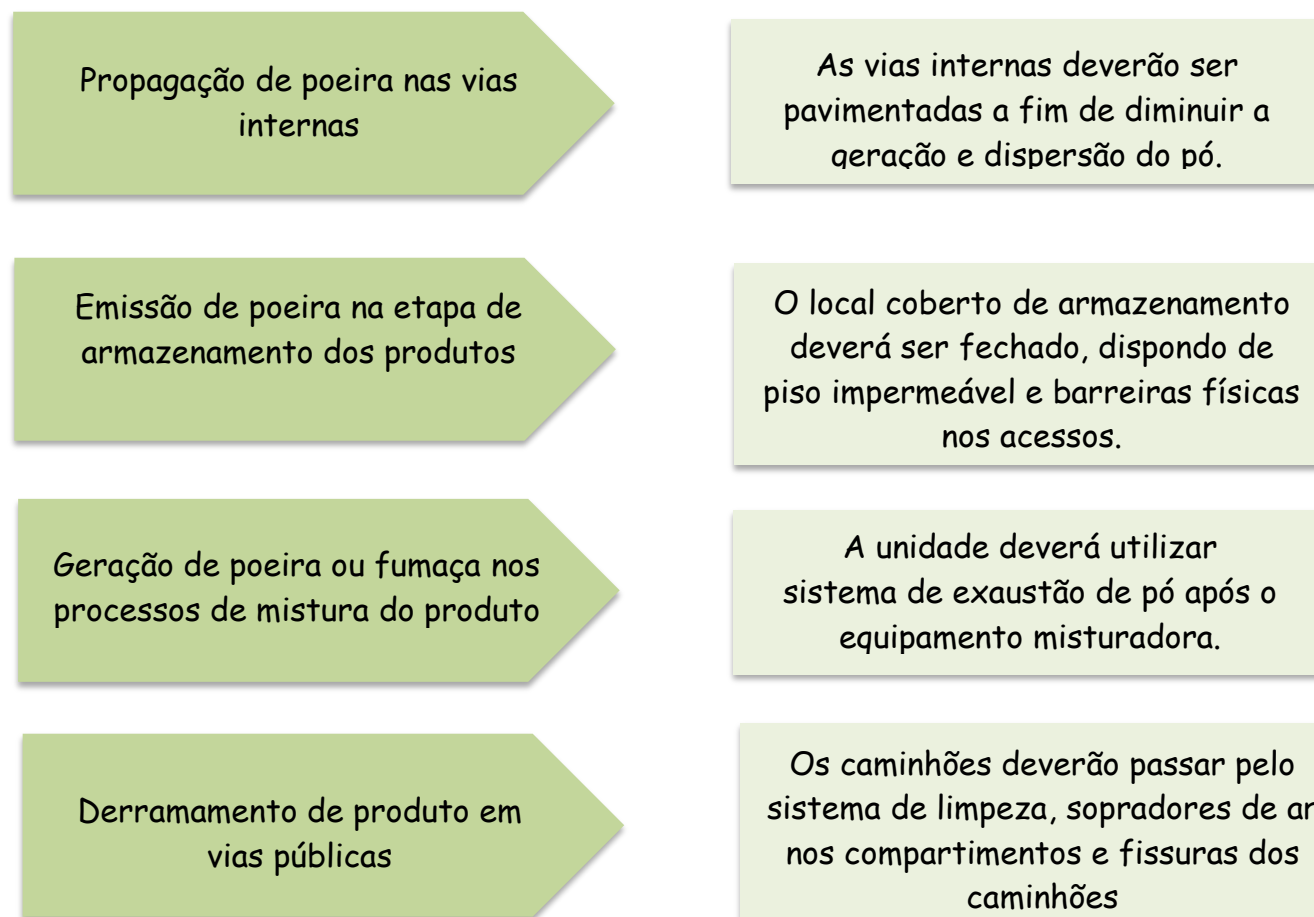 Propagação de poeira nas vias
internas
As vias internas deverão ser
pavimentadas a fim de diminuir a
geração e dispersão do pó.
Emissão de poeira na etapa de
armazenamento dos produtos
O local coberto de armazenamento
deverá ser fechado, dispondo de
piso impermeável e barreiras físicas
nos acessos.
Geração de poeira ou fumaça nos
processos de mistura do produto
A unidade deverá utilizar
sistema de exaustão de pó após o
equipamento misturadora.
Derramamento de produto em
vias públicas
Os caminhões deverão passar pelo
sistema de limpeza, sopradores de ar
nos compartimentos e fissuras dos
caminhões